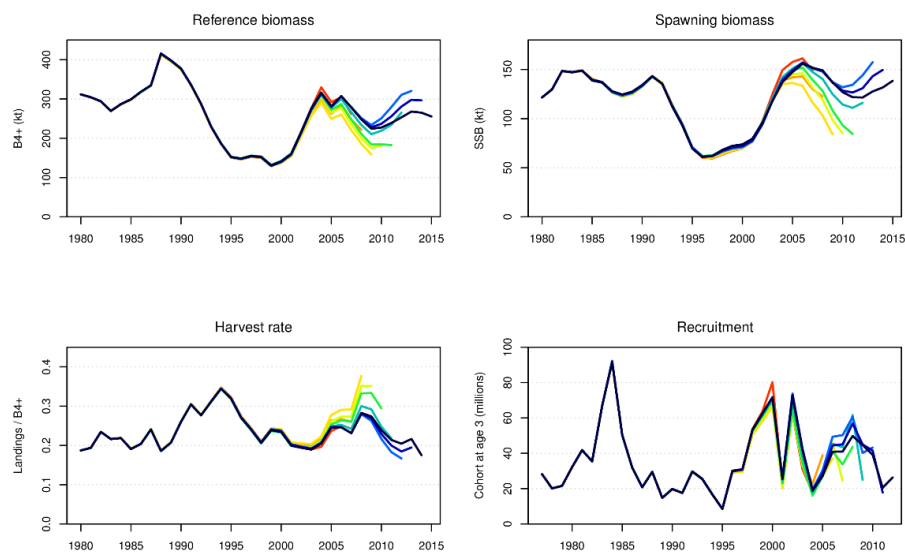 Reference biomass
B4+ (kt)
0 100 200 300 400
1980 1985 1990 1995 2000 2005 2010 2015
Spawning biomass
SSB (kt)
0 50 100 150
1980 1985 1990 1995 2000 2005 2010 2015
Harvest rate
Landings / B4+
0.0 0.1 0.2 0.3 0.4
1980 1985 1990 1995 2000 2005 2010 2015
Recruitment
Cohort at age 3 (millions)
0 20 40 60 80 100
1980 1985 1990 1995 2000 2005 2010